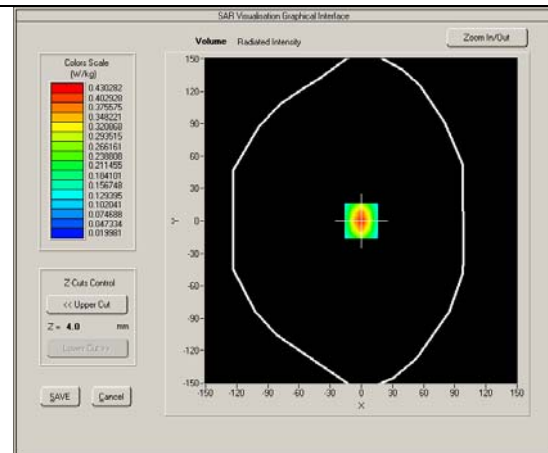 SAR Visualisation Graphical Interface
Volume Radiated Intensity
Zoom In/Out
Colors Scale
(W/kg)
0.430282
0.402928
0.375575
0.348221
0.320868
0.293515
0.266161
0.238808
0.211455
0.184101
0.156748
0.129395
0.102041
0.074688
0.047334
0.019981
Z-Cuts Control
<< Upper Cut
Z = 4.0 mm
Lower Cut >>
SAVE Cancel
150
120
90
60
30
0
-30
-60
-90
-120
-150
Y
-150 -120 -90 -60 -30 0 30 60 90 120 150
X